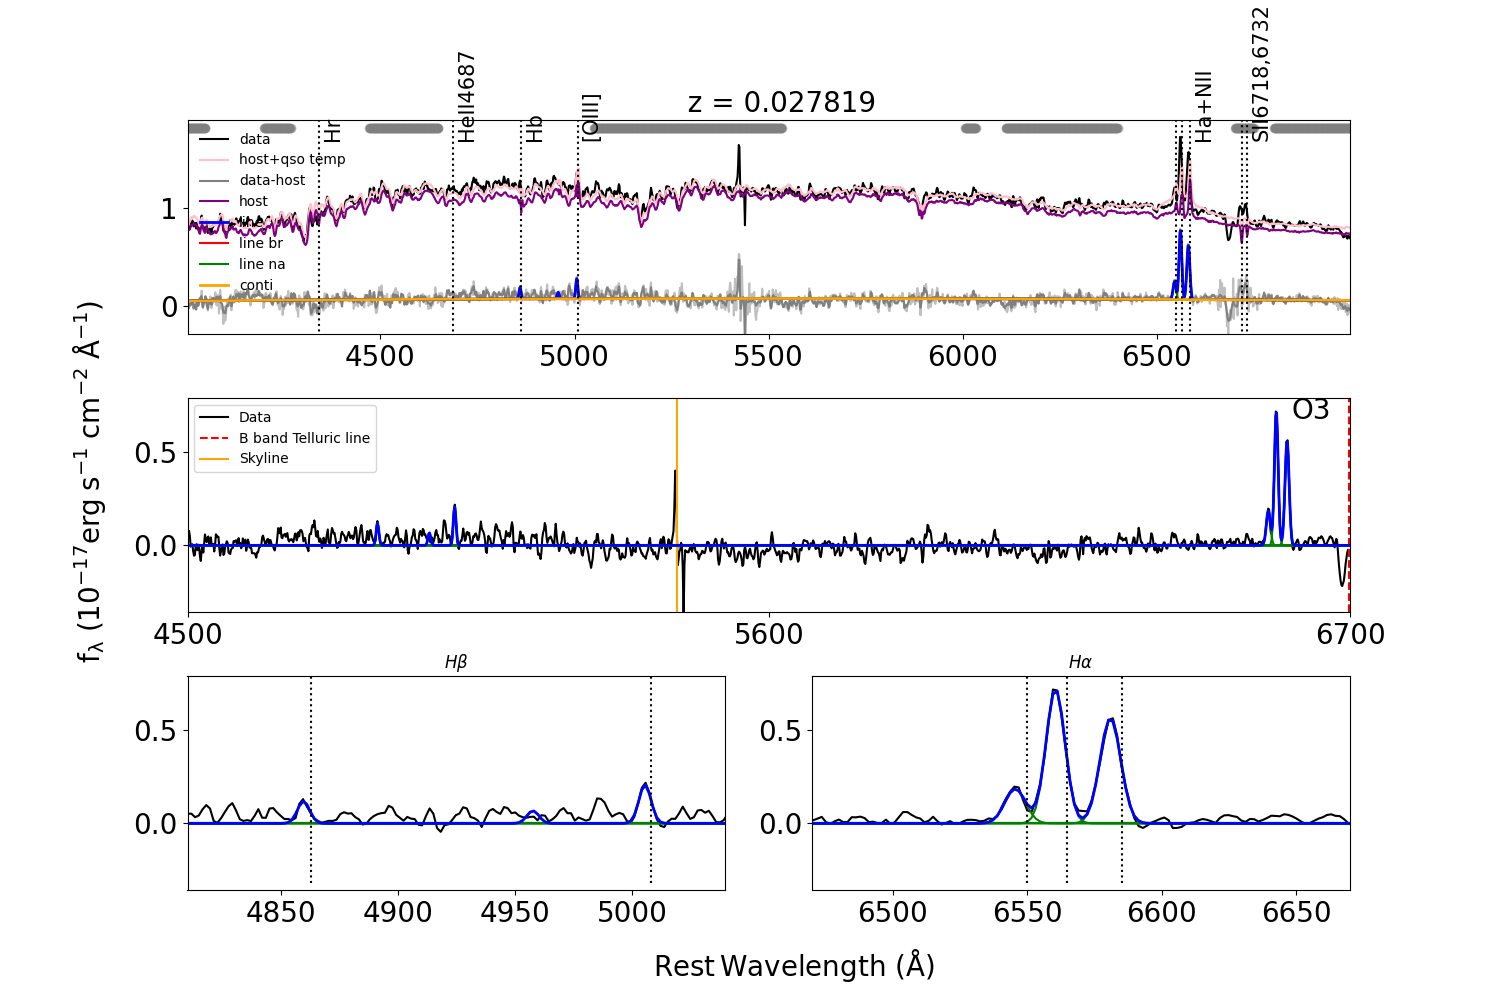 z = 0.027819
Hr
HeII4687
Hb
[OIII]
Ha+NII
SII6718,6732
data
host+qso temp
data-host
host
line br
line na
conti
1
0
4500 5000 5500 6000 6500
Data
B band Telluric line
Skyline
O3
0.5
0.0
4500 5600 6700
fλ (10−17erg s−1 cm−2 Å−1)
Hβ
Hα
0.5
0.0
0.5
0.0
4850 4900 4950 5000
6500 6550 6600 6650
Rest Wavelength (Å)